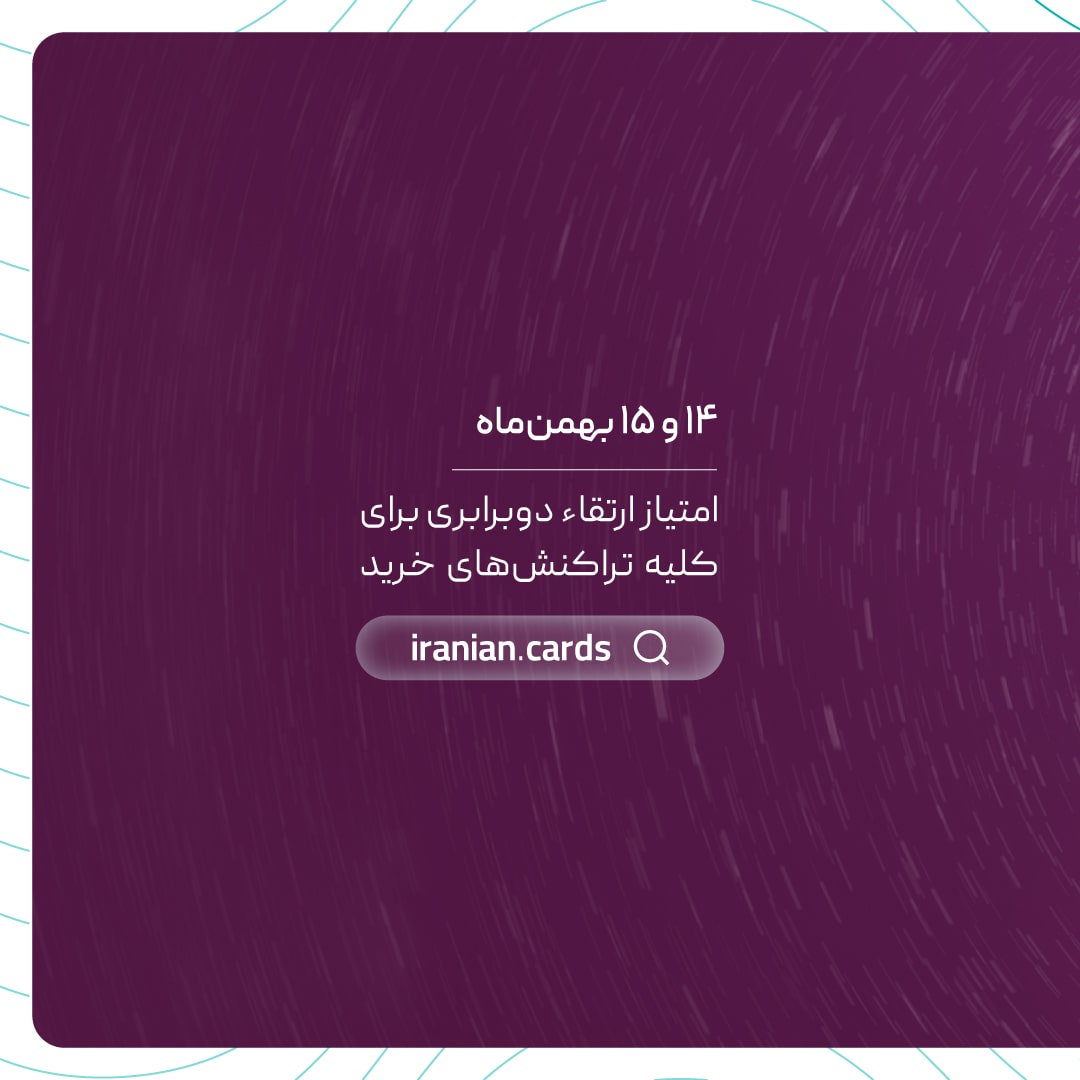 ۱۴ و ۱۵ بهمن‌ماه
امتیاز ارتقاء دوبرابری برای
کلیه تراکنش‌های خرید
iranian.cards